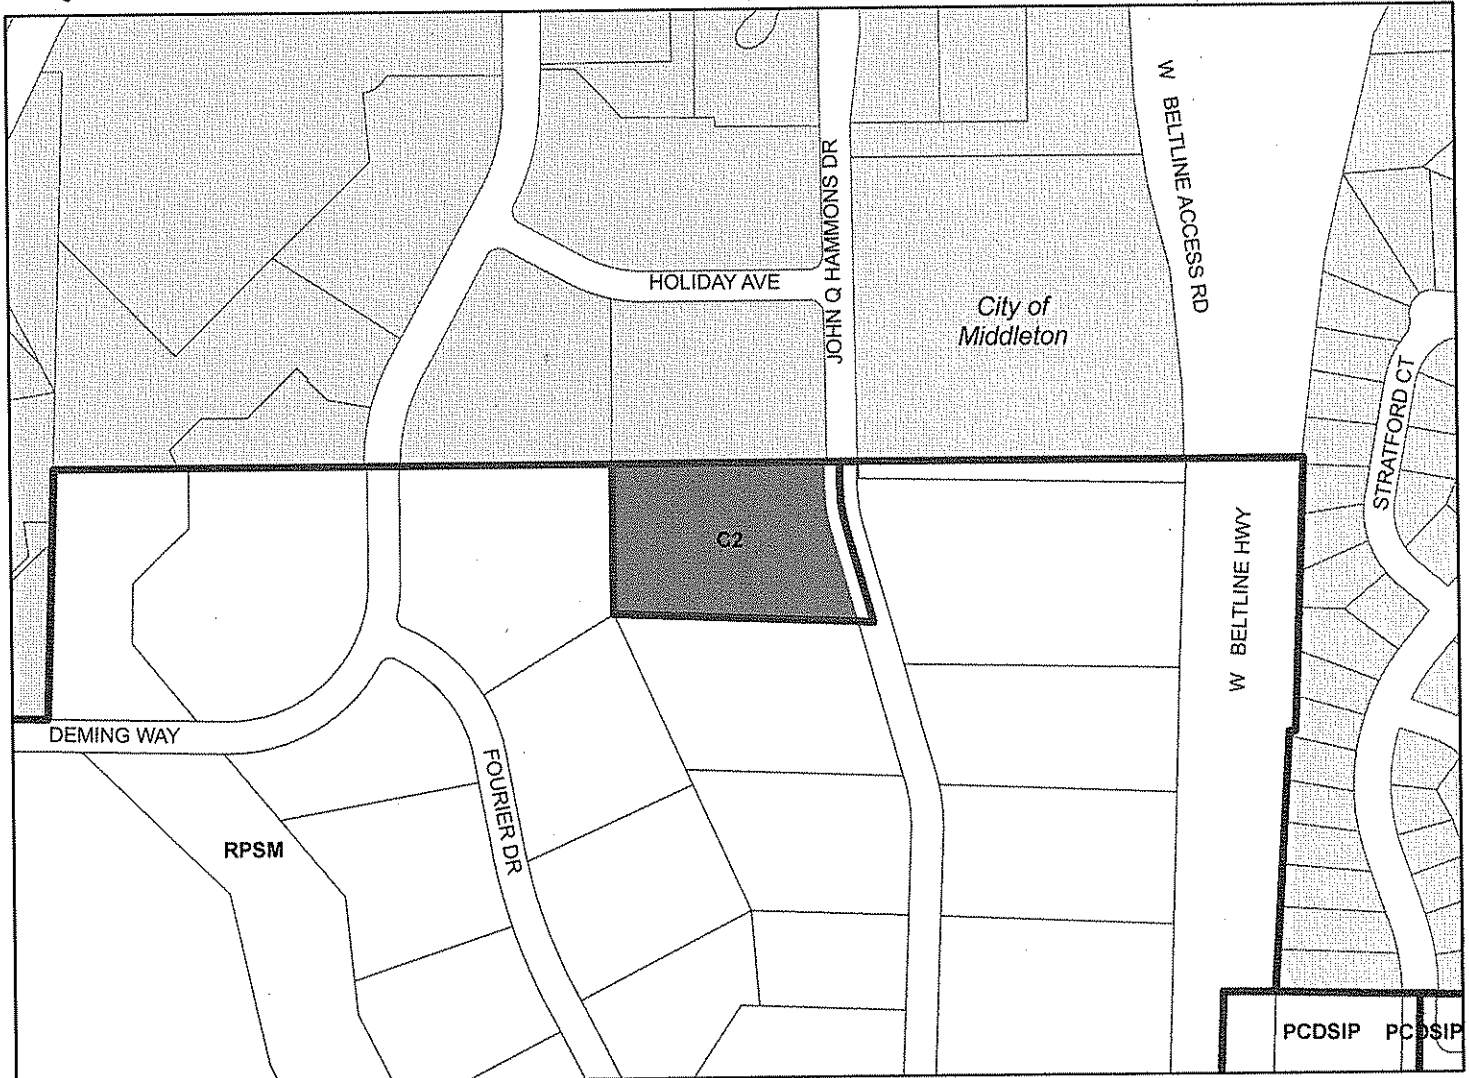 W BELTLINE ACCESS RD
JOHN Q HAMMONS DR
HOLIDAY AVE
City of
Middleton
STRATFORD CT
C2
W BELTLINE HWY
DEMING WAY
FOURIER DR
RPSM
PCDSIP
PCDSIP